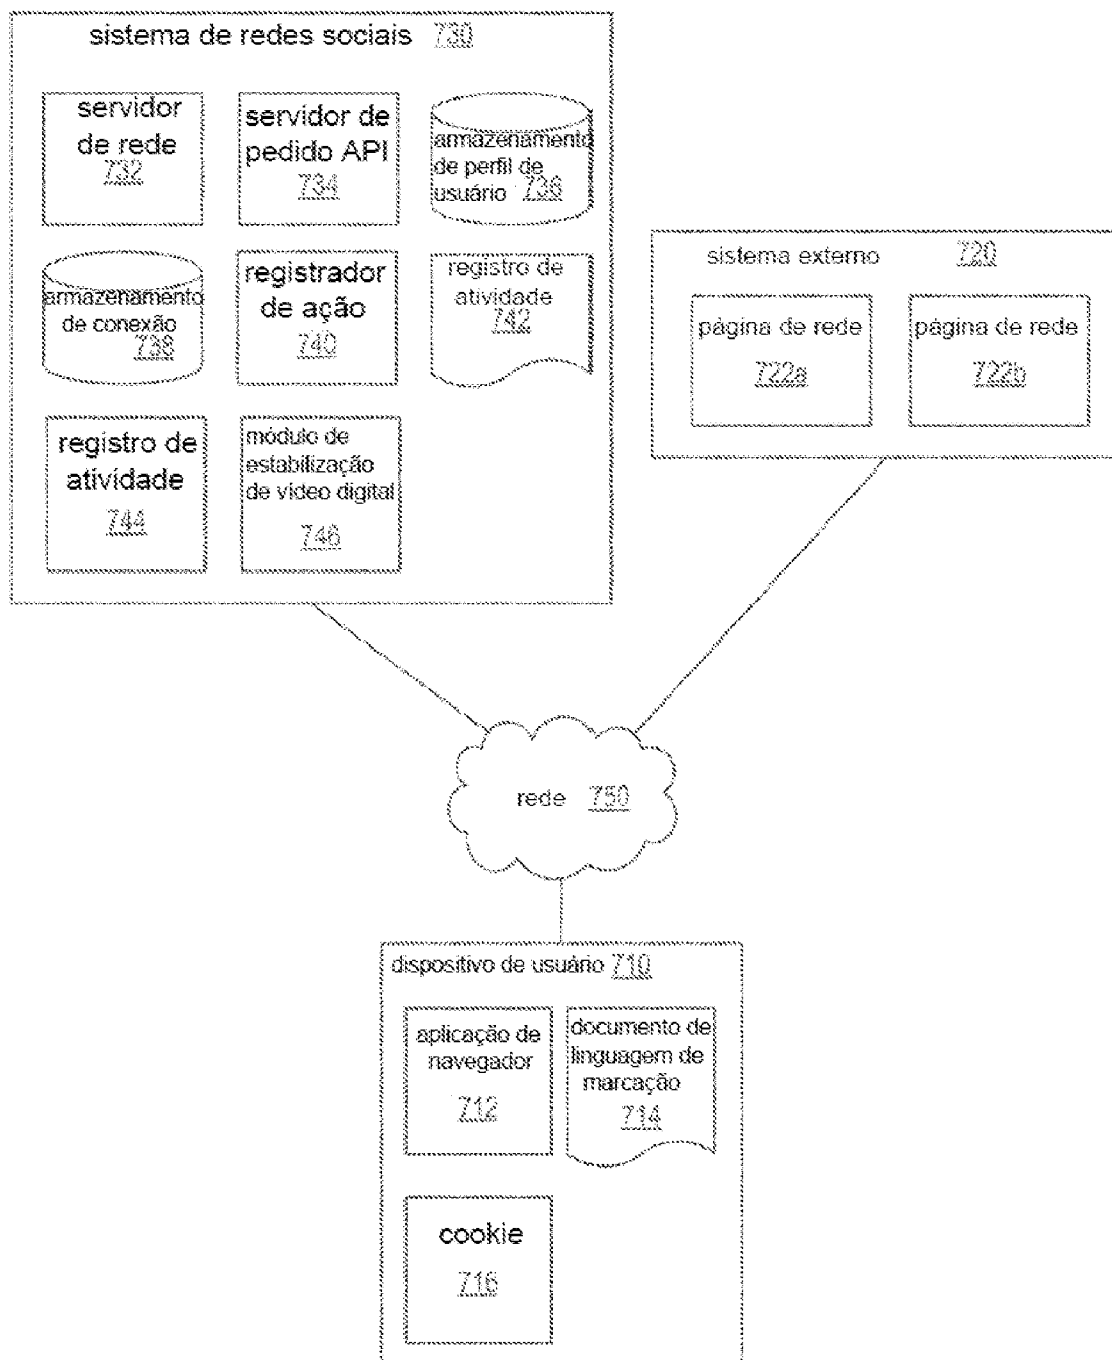 sistema de redes sociais 730
servidor
de rede
732
servidor de
pedido API
734
armazenamento
de perfil de
usuário 736
armazenamento
de conexão
738
registrador
de ação
740
registro de
atividade
742
registro de
atividade
744
módulo de
estabilização
de vídeo digital
746
sistema externo 720
página de rede
722a
página de rede
722b
rede 750
dispositivo de usuário 710
aplicação de
navegador
712
documento de
linguagem de
marcação
714
cookie
716